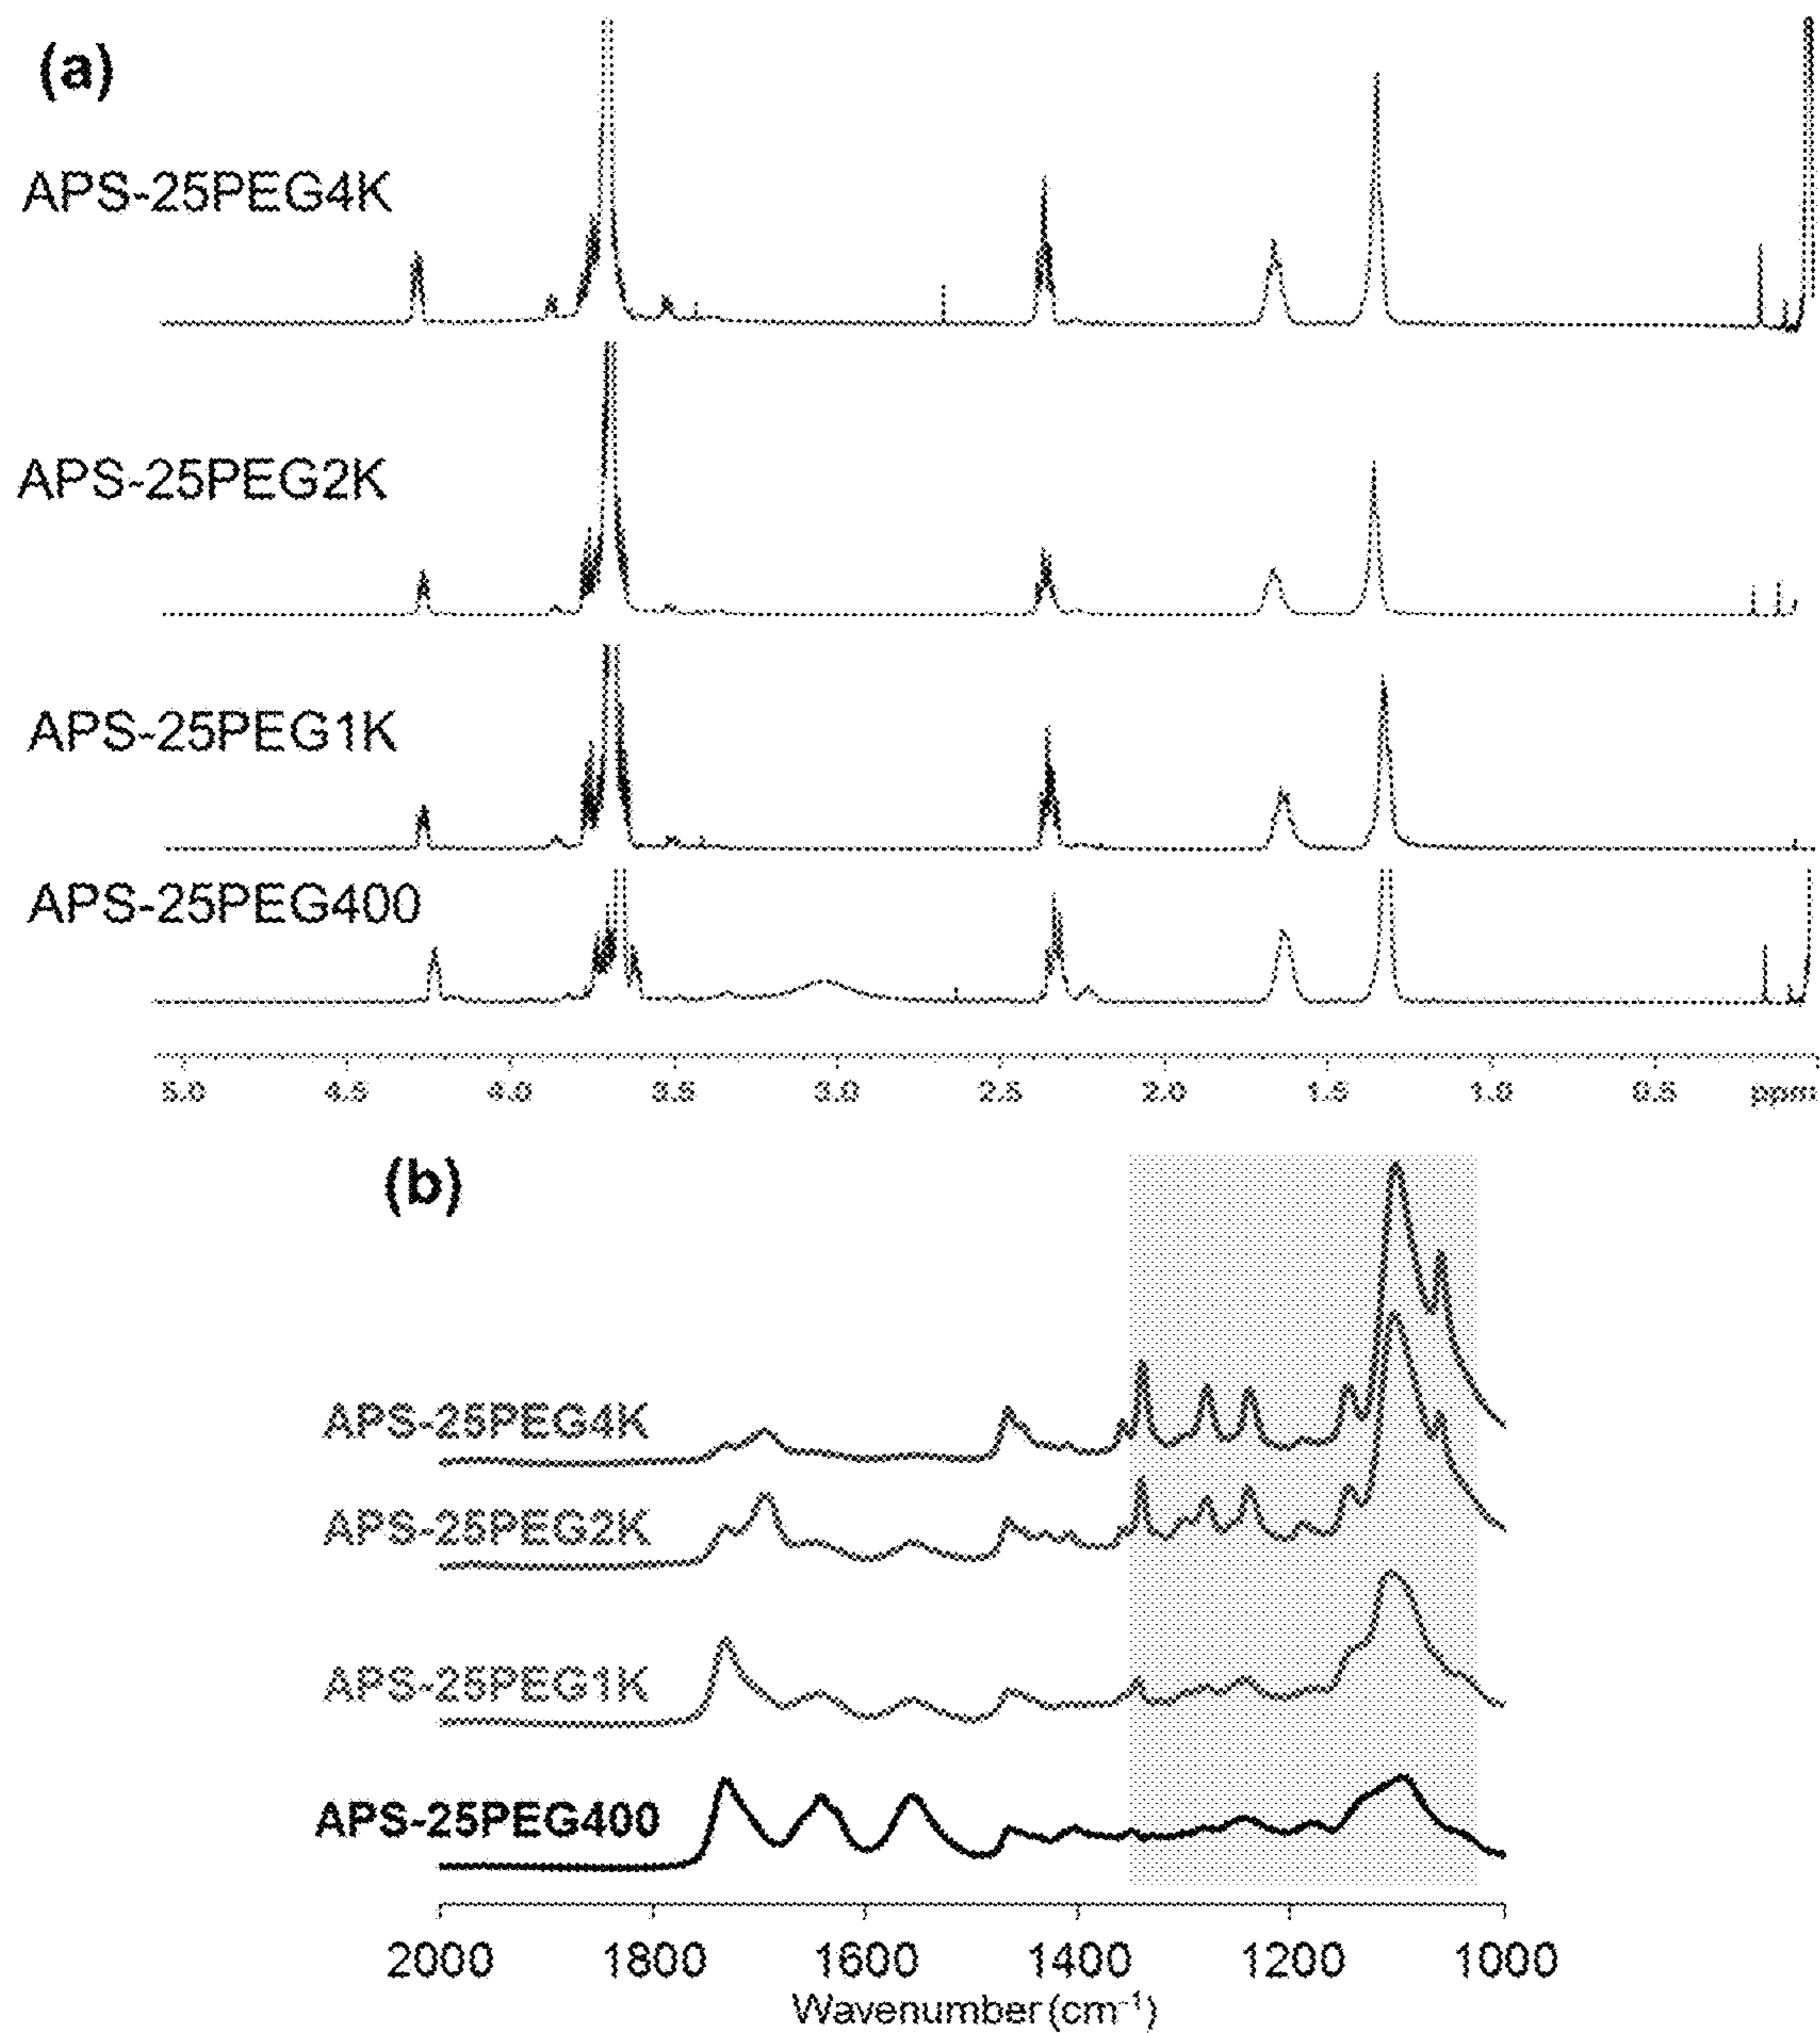 (a)
APS-25PEG4K
APS-25PEG2K
APS-25PEG1K
APS-25PEG400
5.0 4.5 4.0 3.5 3.0 2.5 2.0 1.5 1.0 0.5 ppm
(b)
APS-25PEG4K
APS-25PEG2K
APS-25PEG1K
APS-25PEG400
2000 1800 1600 1400 1200 1000
Wavenumber (cm⁻¹)